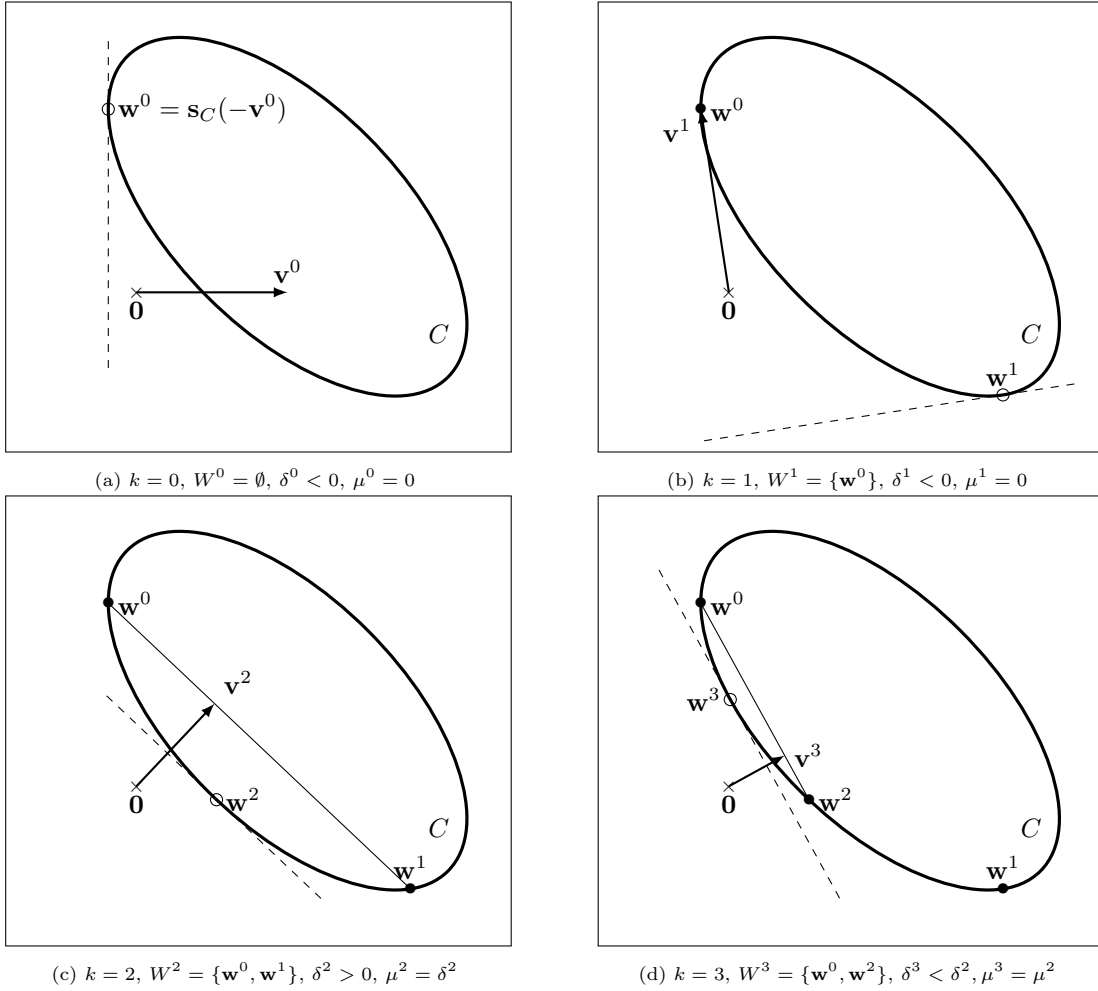 w⁰ = s_C(−v⁰)
v⁰
0
C
(a) k = 0, W⁰ = ∅, δ⁰ < 0, μ⁰ = 0
w⁰
v¹
0
C
w¹
(b) k = 1, W¹ = {w⁰}, δ¹ < 0, μ¹ = 0
w⁰
v²
0
w²
C
w¹
(c) k = 2, W² = {w⁰, w¹}, δ² > 0, μ² = δ²
w⁰
w³
v³
0
w²
C
w¹
(d) k = 3, W³ = {w⁰, w²}, δ³ < δ², μ³ = μ²